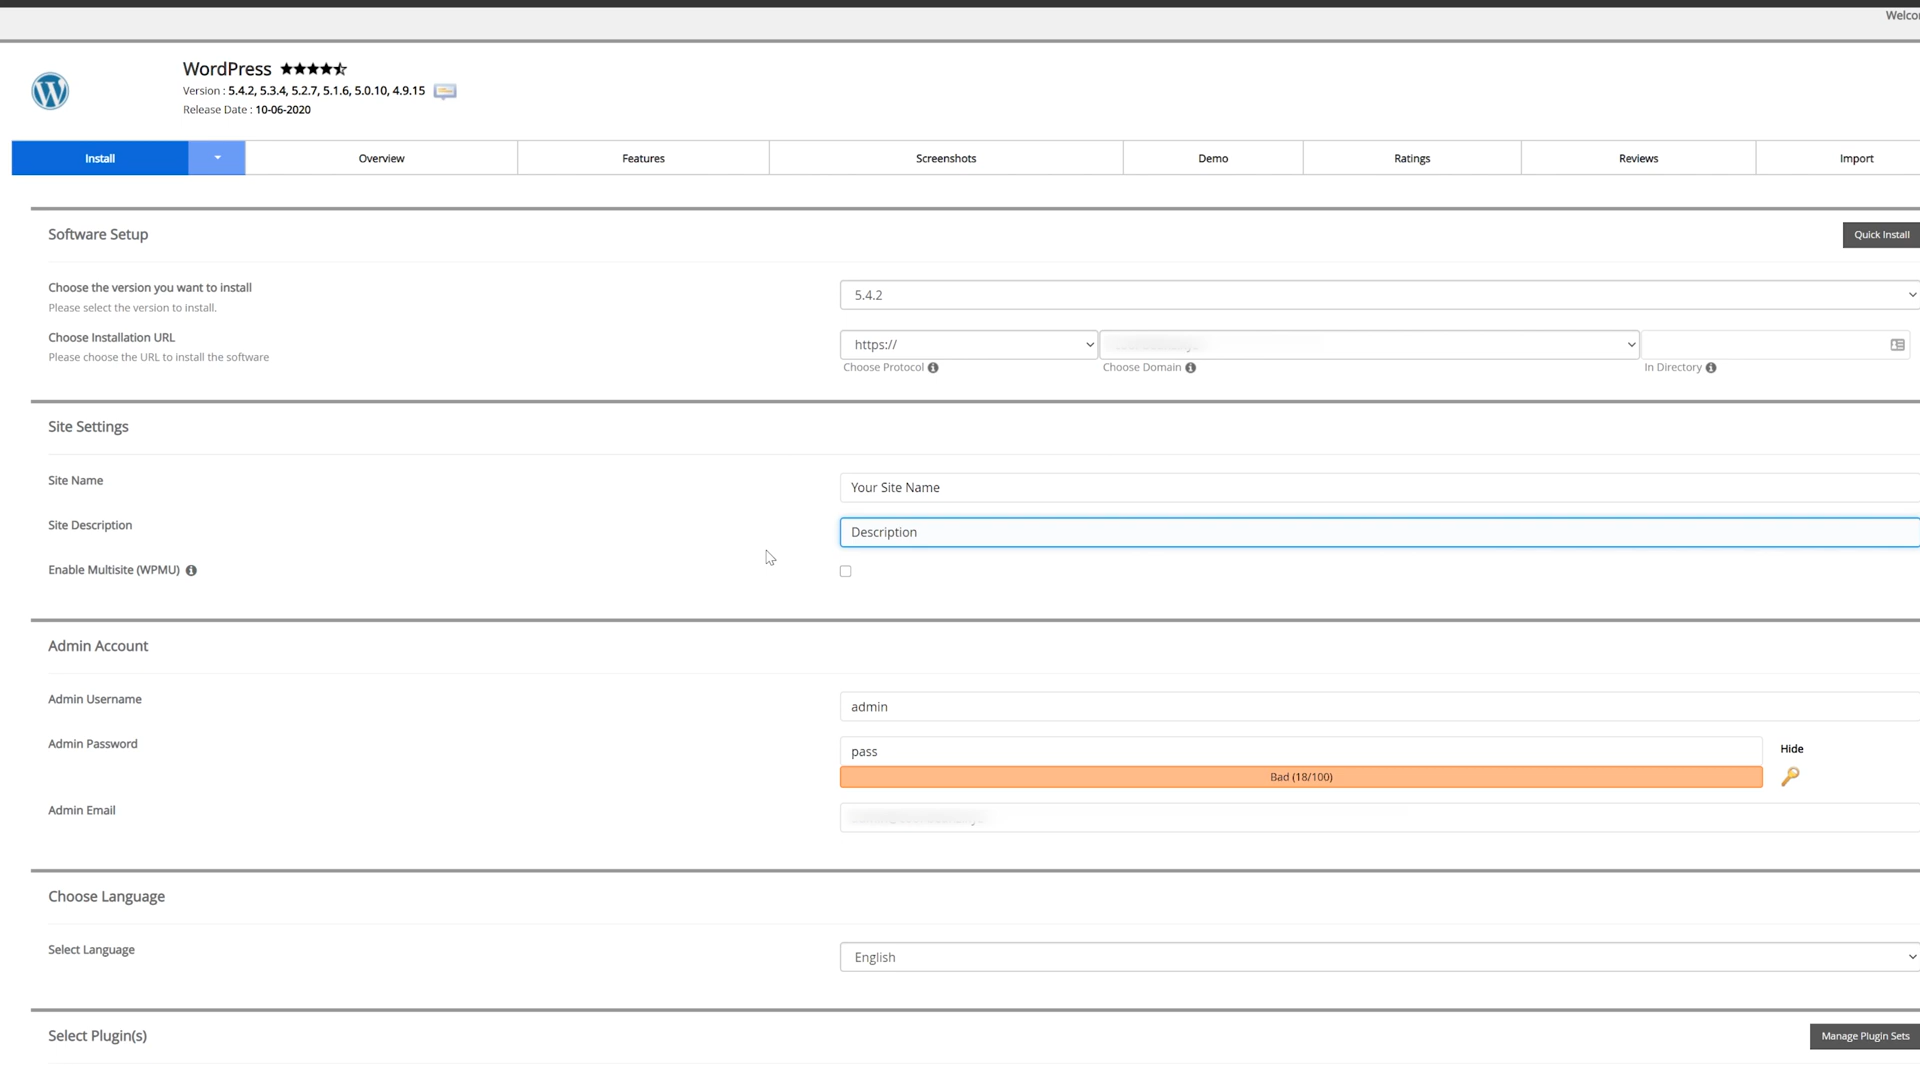 Welco
WordPress
Version : 5.4.2, 5.3.4, 5.2.7, 5.1.6, 5.0.10, 4.9.15
Release Date : 10-06-2020
Install Overview Features Screenshots Demo Ratings Reviews Import
Software Setup
Quick Install
Choose the version you want to install
Please select the version to install.
5.4.2
Choose Installation URL
Please choose the URL to install the software
https://
Choose Protocol Choose Domain In Directory
Site Settings
Site Name
Your Site Name
Site Description
Description
Enable Multisite (WPMU)
Admin Account
Admin Username
admin
Admin Password
pass
Hide
Bad (18/100)
Admin Email
Choose Language
Select Language
English
Select Plugin(s)
Manage Plugin Sets